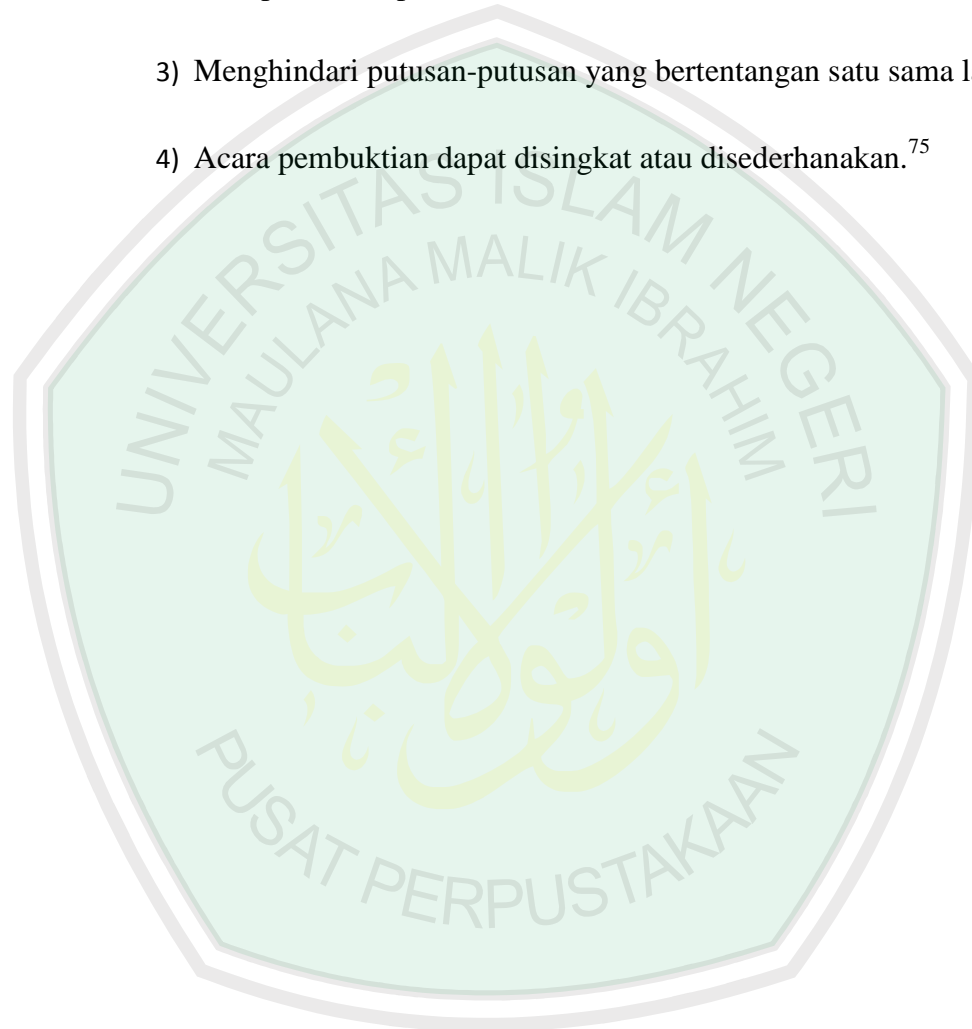 3) Menghindari putusan-putusan yang bertentangan satu sama
4) Acara pembuktian dapat disingkat atau disederhanakan.75
UNIVERSITAS ISLAM NEGERI
MAULANA MALIK IBRAHIM
PUSAT PERPUSTAKAAN